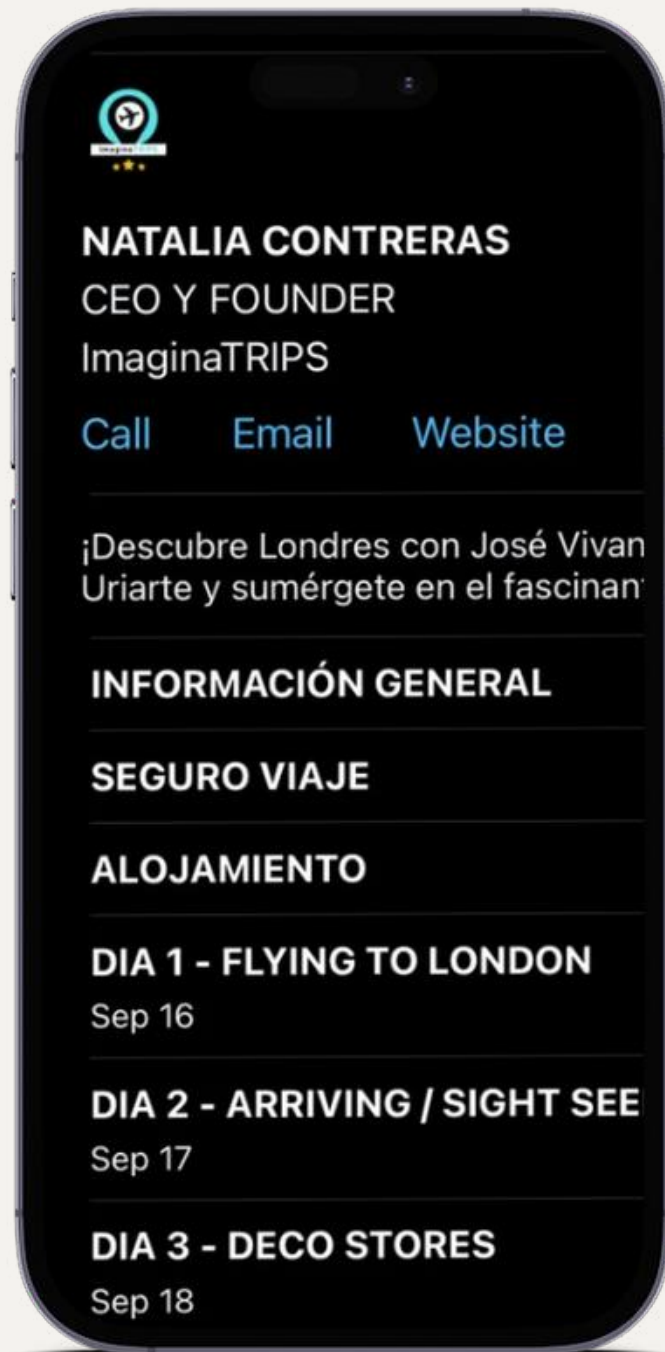 imaginaTRIPS
NATALIA CONTRERAS
CEO Y FOUNDER
ImaginaTRIPS
Call Email Website
¡Descubre Londres con José Vivan
Uriarte y sumérgete en el fascinan
INFORMACIÓN GENERAL
SEGURO VIAJE
ALOJAMIENTO
DIA 1 - FLYING TO LONDON
Sep 16
DIA 2 - ARRIVING / SIGHT SEE
Sep 17
DIA 3 - DECO STORES
Sep 18